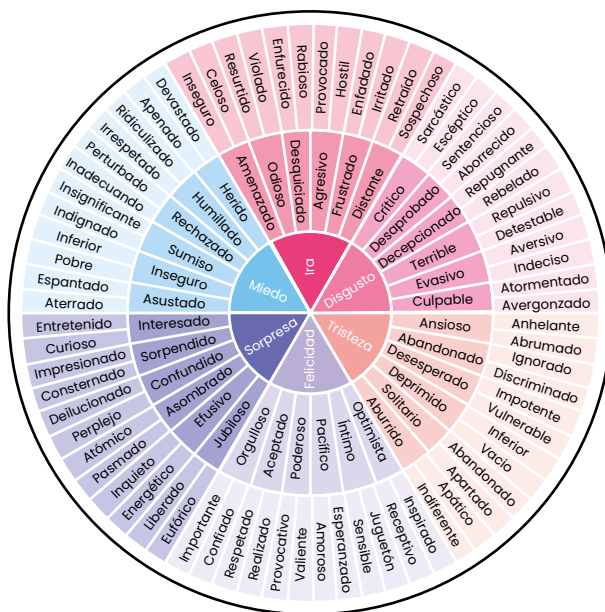 Ira
Disgusto
Tristeza
Felicidad
Sorpresa
Miedo
Amenazado
Odioso
Desquiciado
Agresivo
Frustrado
Distante
Crítico
Desaprobado
Decepcionado
Terrible
Evasivo
Culpable
Ansioso
Abandonado
Desesperado
Deprimido
Solitario
Aburrido
Optimista
Íntimo
Pacífico
Poderoso
Aceptado
Orgulloso
Jubiloso
Efusivo
Asombrado
Confundido
Sorpendido
Interesado
Asustado
Inseguro
Sumiso
Rechazado
Humillado
Herido
Inseguro
Celoso
Resurtido
Violado
Enfurecido
Rabioso
Provocado
Hostil
Enfadado
Irritado
Retraído
Sospechoso
Sarcástico
Escéptico
Sentencioso
Aborrecido
Repugnante
Rebelado
Repulsivo
Detestable
Aversivo
Indeciso
Atormentado
Avergonzado
Anhelante
Abrumado
Ignorado
Discriminado
Impotente
Vulnerable
Inferior
Vacio
Abandonado
Apartado
Apático
Indiferente
Inspirado
Receptivo
Juguetón
Sensible
Esperanzado
Amoroso
Valiente
Provocativo
Realizado
Respetado
Confiado
Importante
Eufórico
Liberado
Energético
Inquieto
Pasmado
Atómico
Perplejo
Deilucionado
Consternado
Impresionado
Curioso
Entretenido
Aterrado
Espantado
Pobre
Inferior
Indignado
Insignificante
Inadecuando
Perturbado
Irrespetado
Ridiculizado
Apenado
Devastado